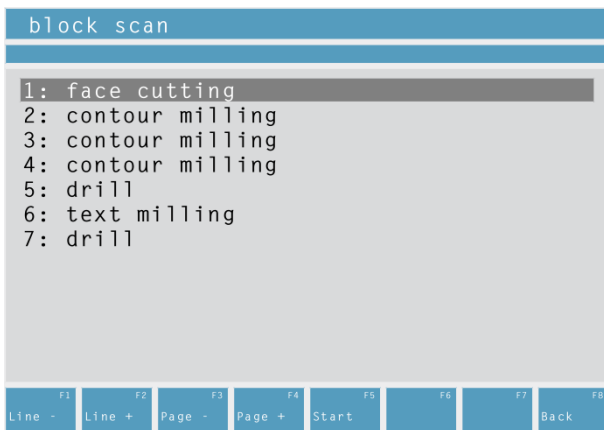 block scan
1: face cutting
2: contour milling
3: contour milling
4: contour milling
5: drill
6: text milling
7: drill
F1 F2 F3 F4 F5 F6 F7 F8
Line - Line + Page - Page + Start Back